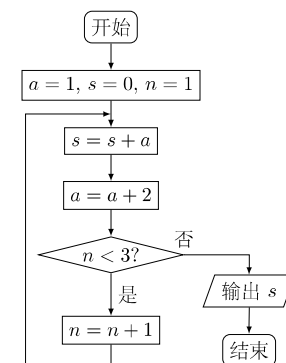 开始
a = 1, s = 0, n = 1
s = s + a
a = a + 2
n < 3?
否
是
输出 s
n = n + 1
结束